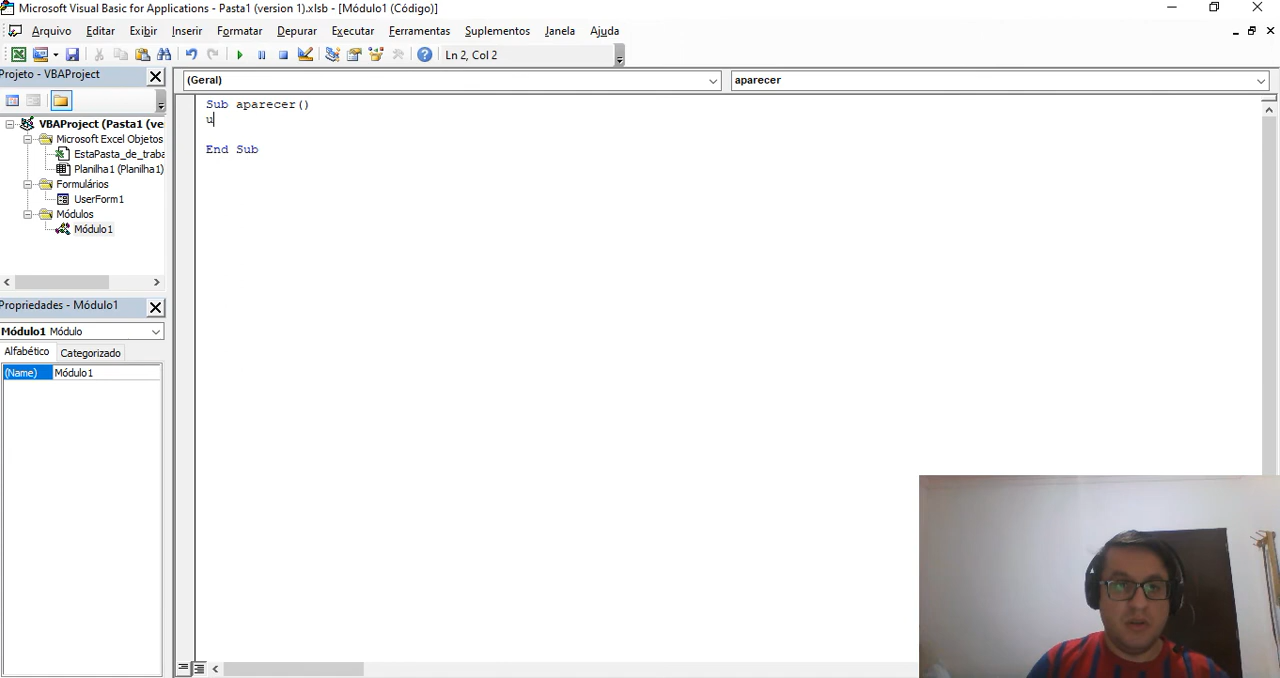 Microsoft Visual Basic for Applications - Pasta1 (version 1).xlsb - [Módulo1 (Código)]
Arquivo Editar Exibir Inserir Formatar Depurar Executar Ferramentas Suplementos Janela Ajuda
Ln 2, Col 2
Projeto - VBAProject
(Geral) aparecer
VBAProject (Pasta1 (ve
Microsoft Excel Objetos
EstaPasta_de_traba
Planilha1 (Planilha1)
Formulários
UserForm1
Módulos
Módulo1
Propriedades - Módulo1
Módulo1 Módulo
Alfabético Categorizado
(Name) Módulo1
Sub aparecer()
u
End Sub